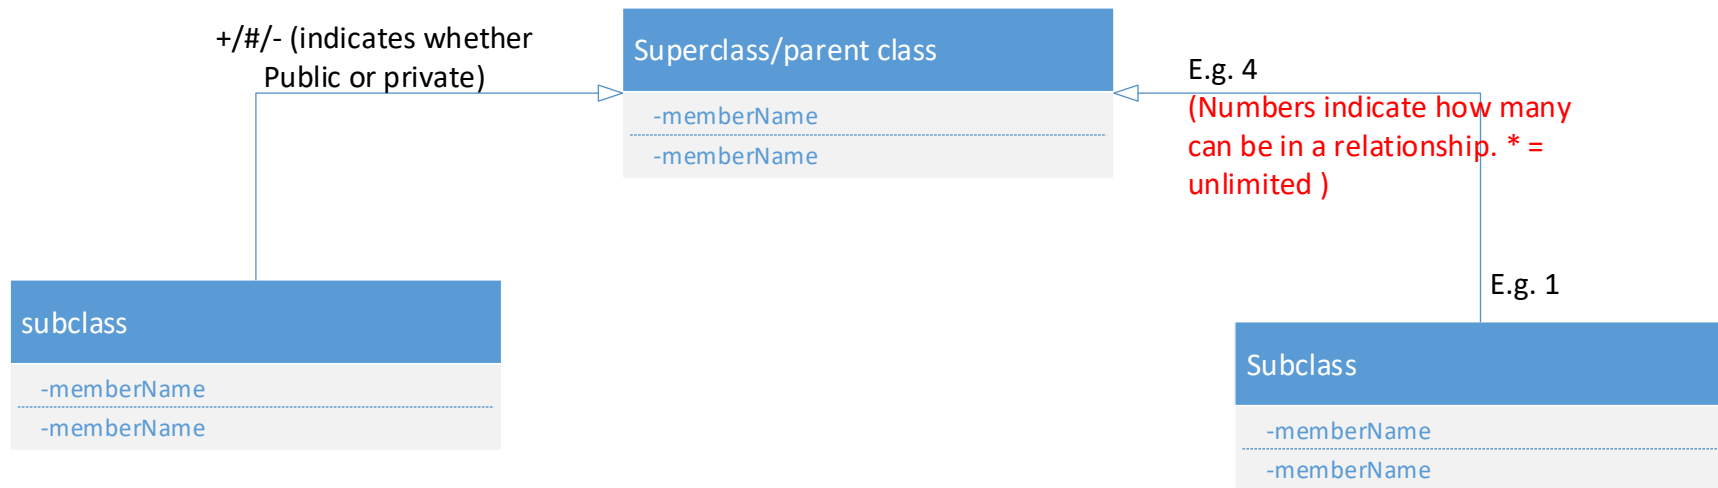 +/#/- (indicates whether
Public or private)
Superclass/parent class
-memberName
-memberName
E.g. 4
(Numbers indicate how many
can be in a relationship. * =
unlimited )
subclass
-memberName
-memberName
E.g. 1
Subclass
-memberName
-memberName